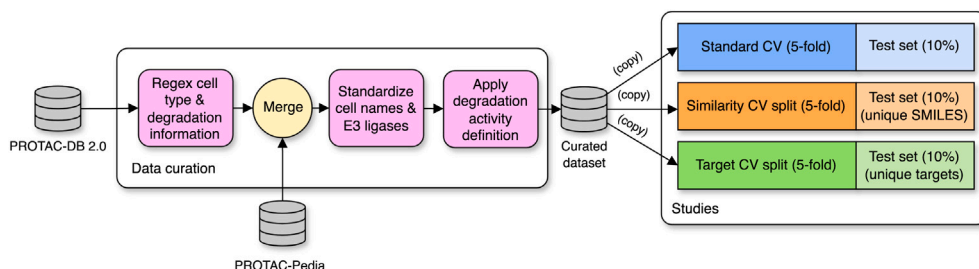 PROTAC-DB 2.0
Regex cell
type &
degradation
information
Merge
Standardize
cell names &
E3 ligases
Apply
degradation
activity
definition
Data curation
PROTAC-Pedia
Curated
dataset
(copy)
(copy)
(copy)
Standard CV (5-fold)
Test set (10%)
Similarity CV split (5-fold)
Test set (10%)
(unique SMILES)
Target CV split (5-fold)
Test set (10%)
(unique targets)
Studies